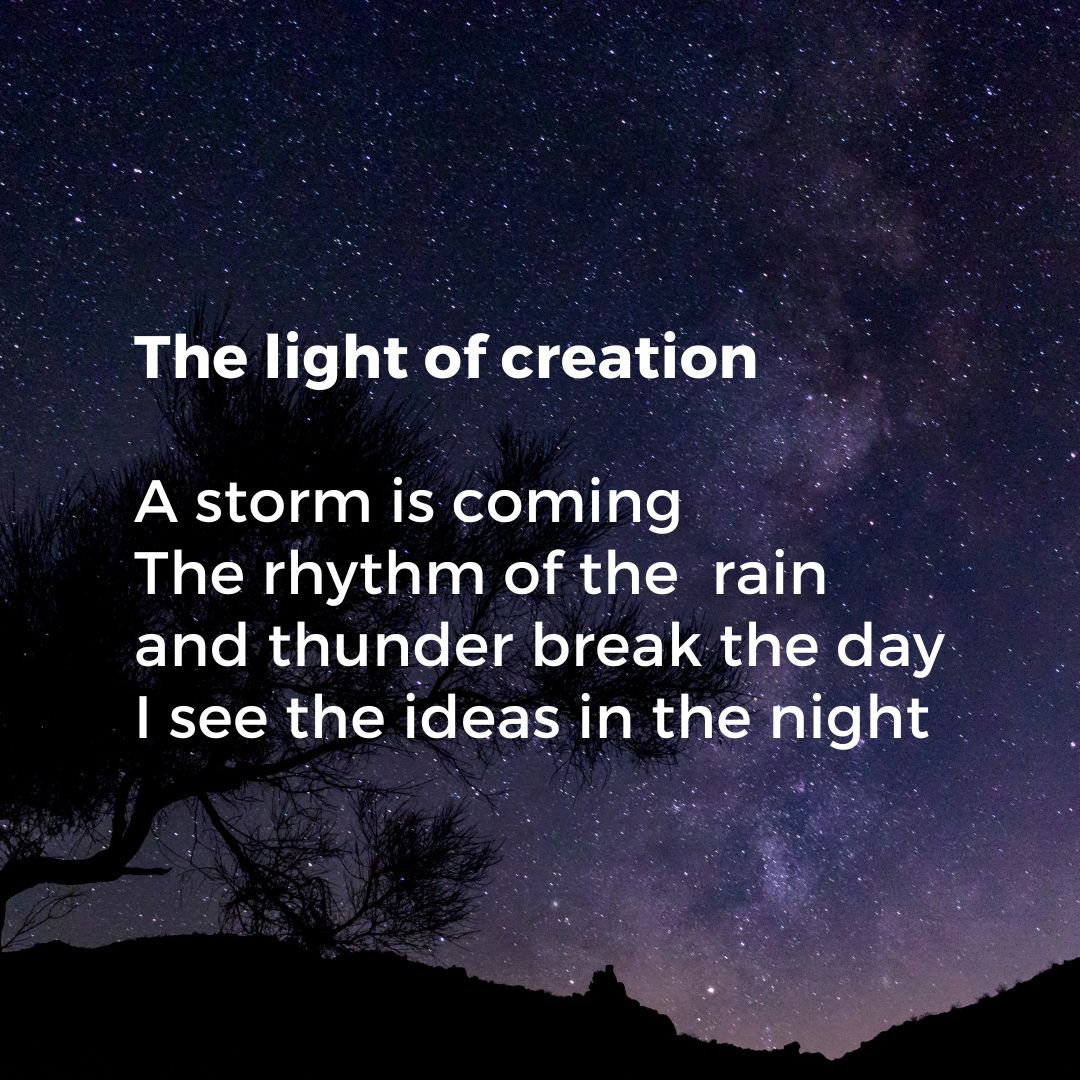 The light of creation
A storm is coming
The rhythm of the  rain
and thunder break the day
I see the ideas in the night